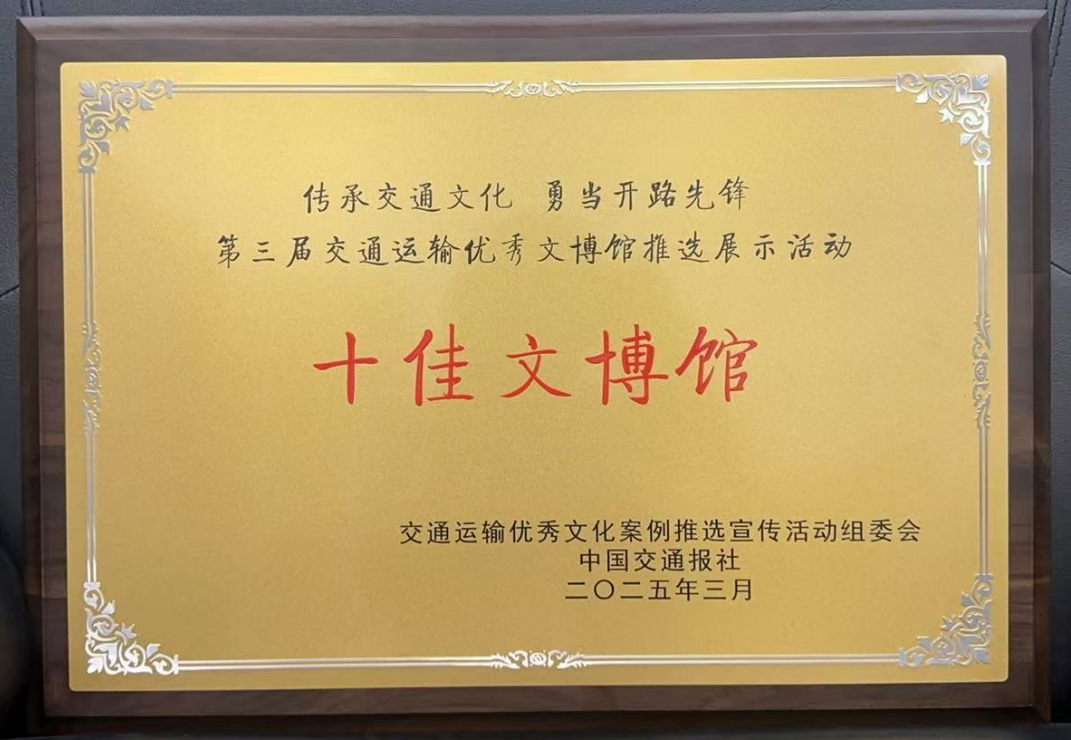 传承交通文化 勇当开路先锋
第三届交通运输优秀文博馆推选展示活动
十佳文博馆
交通运输优秀文化案例推选宣传活动组委会
中国交通报社
二〇二五年三月